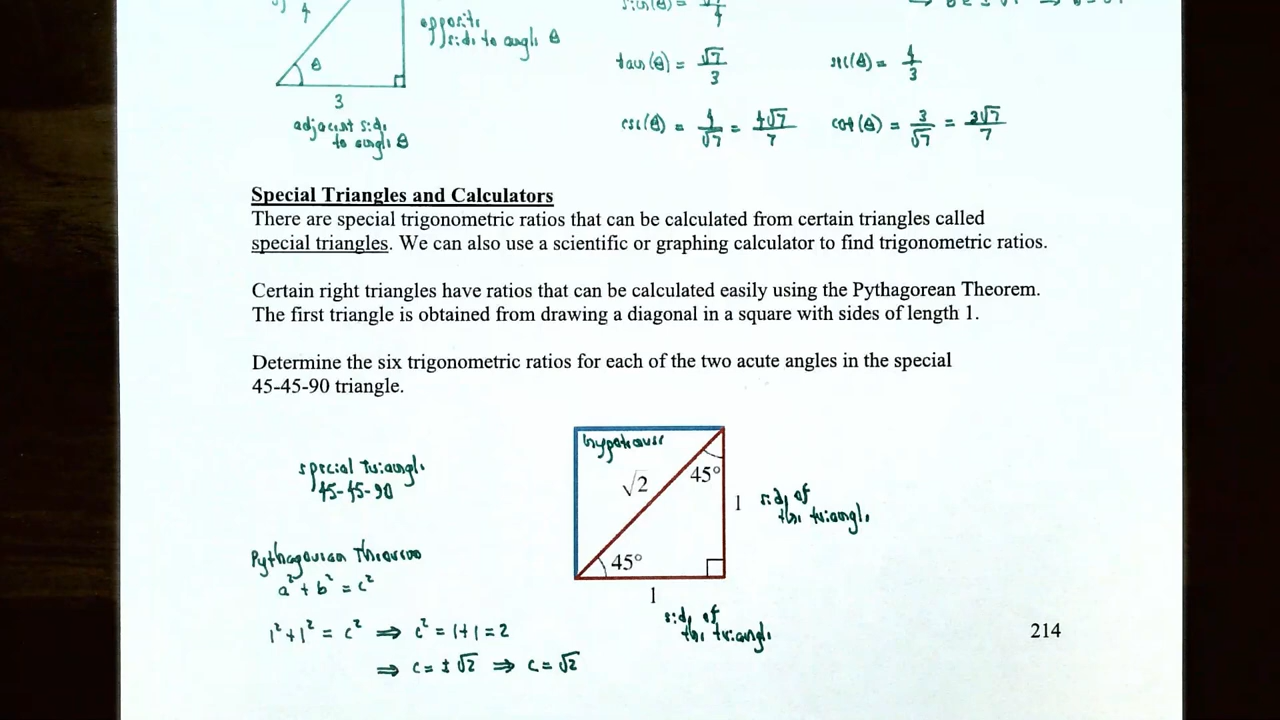 4
opposite
side to angle θ
θ
3
adjacent side
to angle θ
tan(θ) = √7/3
sec(θ) = 4/3
csc(θ) = 4/√7 = 4√7/7
cot(θ) = 3/√7 = 3√7/7
Special Triangles and Calculators
There are special trigonometric ratios that can be calculated from certain triangles called
special triangles. We can also use a scientific or graphing calculator to find trigonometric ratios.
Certain right triangles have ratios that can be calculated easily using the Pythagorean Theorem.
The first triangle is obtained from drawing a diagonal in a square with sides of length 1.
Determine the six trigonometric ratios for each of the two acute angles in the special
45-45-90 triangle.
special triangle
45-45-90
hypotenuse
√2
45°
1
side of
the triangle
45°
1
side of
the triangle
Pythagorean Theorem
a² + b² = c²
1² + 1² = c² ⇒ c² = 1+1 = 2
⇒ c = ± √2 ⇒ c = √2
214